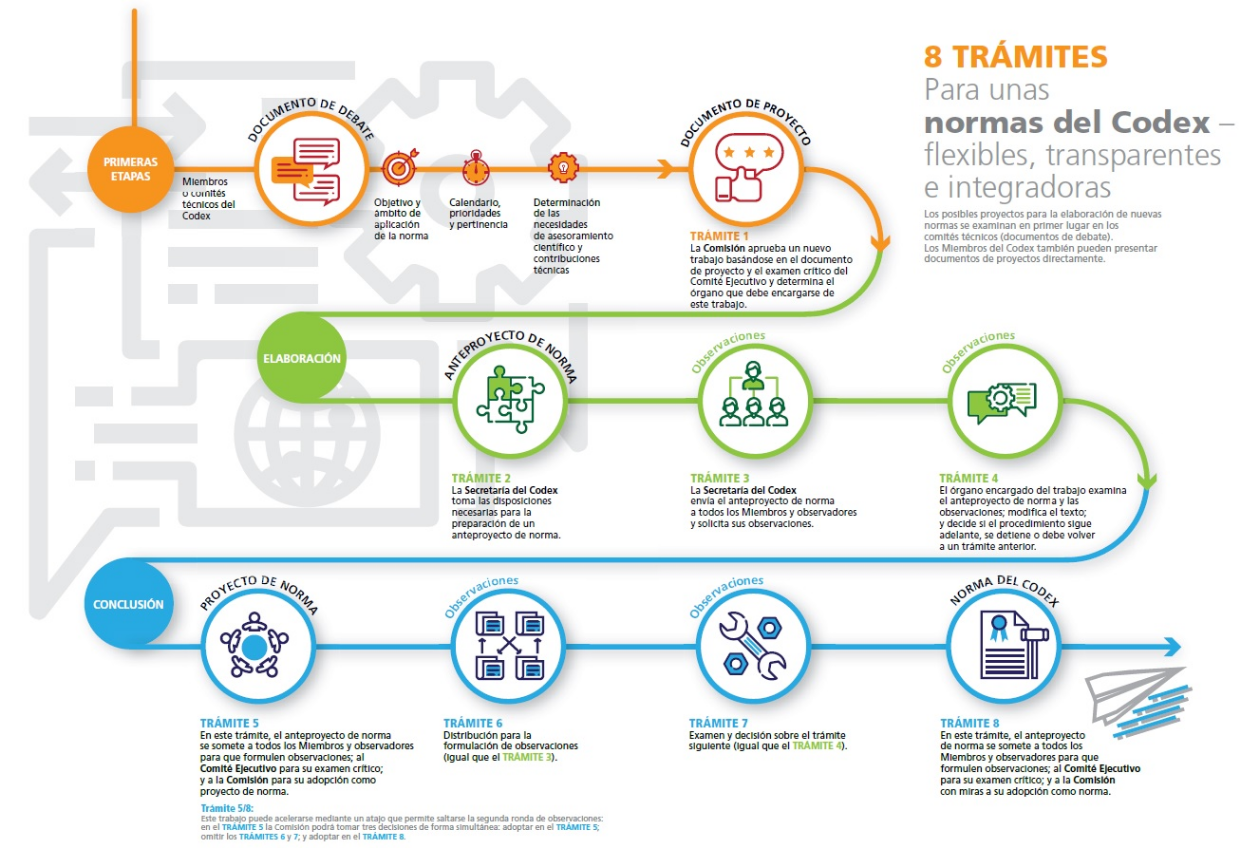 8 TRÁMITES
Para unas
normas del Codex –
flexibles, transparentes
e integradoras
Los posibles proyectos para la elaboración de nuevas
normas se examinan en primer lugar en los
comités técnicos (documentos de debate).
Los Miembros del Codex también pueden presentar
documentos de proyectos directamente.
PRIMERAS
ETAPAS
Miembros
o comités
técnicos del
Codex
DOCUMENTO DE DEBATE
Objetivo y
ámbito de
aplicación
de la norma
Calendario,
prioridades
y pertinencia
Determinación
de las
necesidades
de asesoramiento
científico y
contribuciones
técnicas
DOCUMENTO DE PROYECTO
TRÁMITE 1
La Comisión aprueba un nuevo
trabajo basándose en el documento
de proyecto y el examen crítico del
Comité Ejecutivo y determina el
órgano que debe encargarse de
este trabajo.
ELABORACIÓN
ANTEPROYECTO DE NORMA
TRÁMITE 2
La Secretaría del Codex
toma las disposiciones
necesarias para la
preparación de un
anteproyecto de norma.
Observaciones
TRÁMITE 3
La Secretaría del Codex
envía el anteproyecto de norma
a todos los Miembros y observadores
y solicita sus observaciones.
Observaciones
TRÁMITE 4
El órgano encargado del trabajo examina
el anteproyecto de norma y las
observaciones; modifica el texto;
y decide si el procedimiento sigue
adelante, se detiene o debe volver
a un trámite anterior.
CONCLUSIÓN
PROYECTO DE NORMA
TRÁMITE 5
En este trámite, el anteproyecto de norma
se somete a todos los Miembros y observadores
para que formulen observaciones; al
Comité Ejecutivo para su examen crítico;
y a la Comisión para su adopción como
proyecto de norma.
Trámite 5/8:
Este trabajo puede acelerarse mediante un atajo que permite saltarse la segunda ronda de observaciones:
en el TRÁMITE 5 la Comisión podrá tomar tres decisiones de forma simultánea: adoptar en el TRÁMITE 5;
omitir los TRÁMITES 6 y 7; y adoptar en el TRÁMITE 8.
Observaciones
TRÁMITE 6
Distribución para la
formulación de observaciones
(igual que el TRÁMITE 3).
Observaciones
TRÁMITE 7
Examen y decisión sobre el trámite
siguiente (igual que el TRÁMITE 4).
NORMA DEL CODEX
TRÁMITE 8
En este trámite, el anteproyecto
de norma se somete a todos los
Miembros y observadores para que
formulen observaciones; al Comité Ejecutivo
para su examen crítico; y a la Comisión
con miras a su adopción como norma.